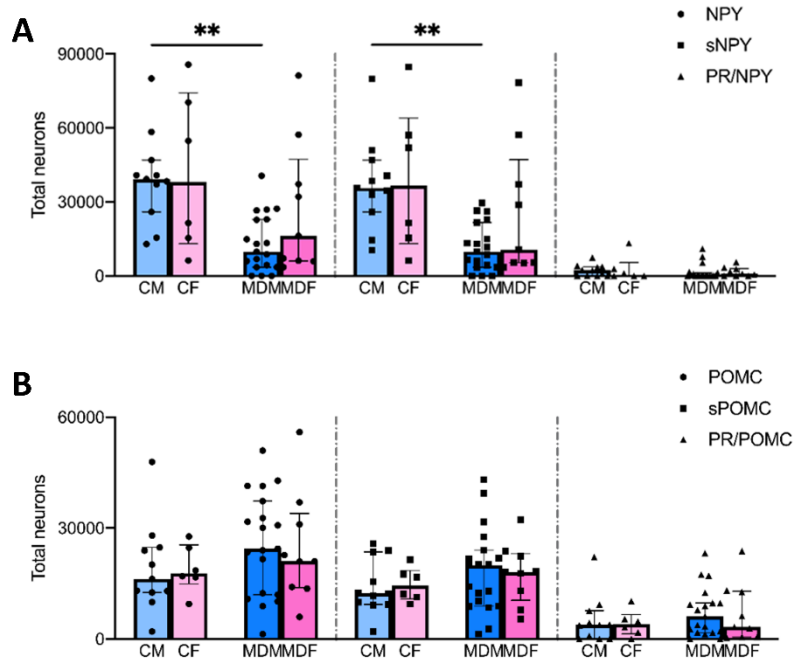 A
NPY
sNPY
PR/NPY
** **
Total neurons
90000
60000
30000
0
CM CF MDM MDF CM CF MDM MDF CM CF MDM MDF
B
POMC
sPOMC
PR/POMC
Total neurons
60000
30000
0
CM CF MDM MDF CM CF MDM MDF CM CF MDM MDF